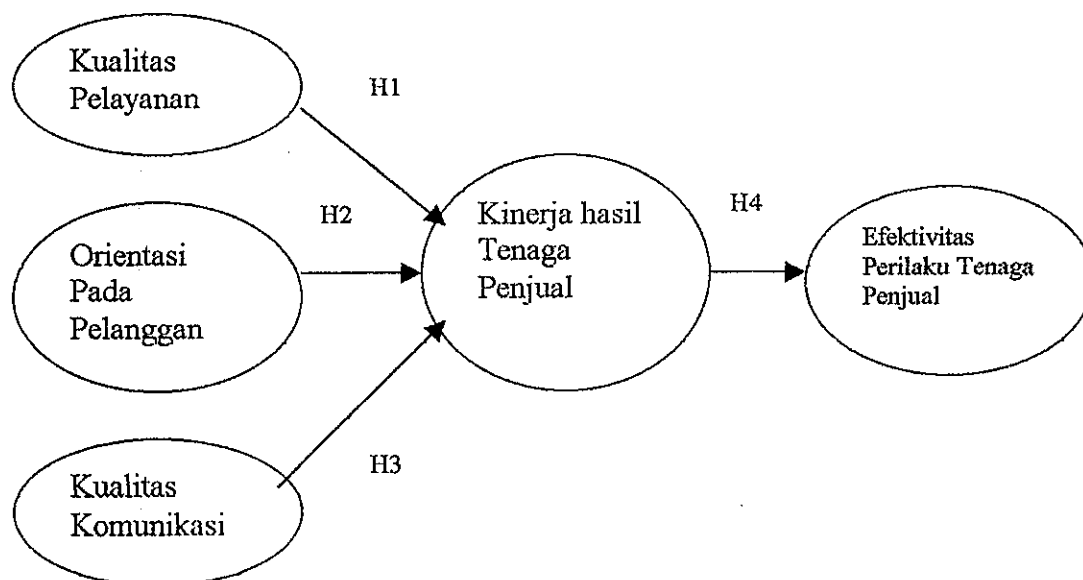 Kualitas
Pelayanan
H1
H2
Orientasi
Pada
Pelanggan
Kinerja hasil
Tenaga
Penjual
H4
Efektivitas
Perilaku Tenaga
Penjual
H3
Kualitas
Komunikasi